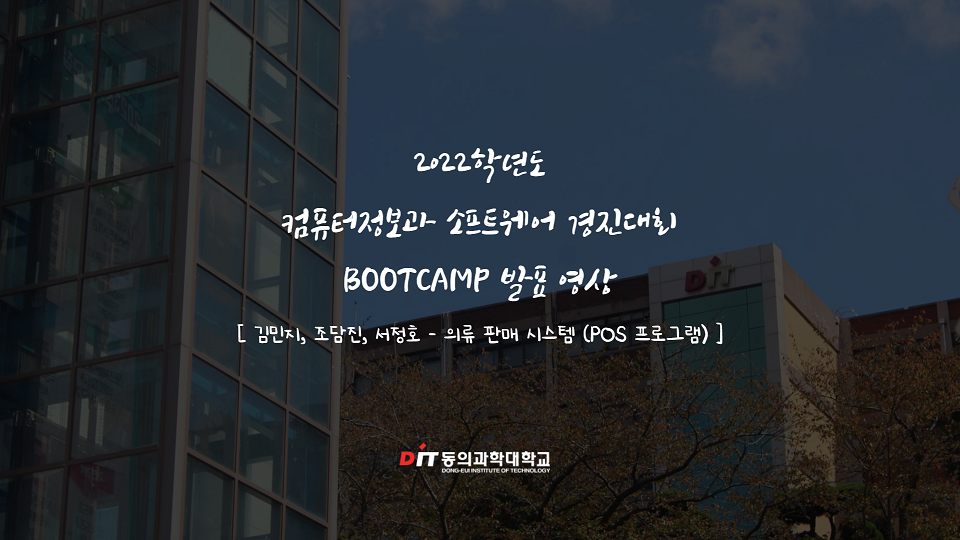 DIT
2022학년도
컴퓨터정보과 소프트웨어 경진대회
BOOTCAMP 발표 영상
[ 김민지, 조담진, 서정호 - 의류 판매 시스템 (POS 프로그램) ]
DIT 동의과학대학교
DONG-EUI INSTITUTE OF TECHNOLOGY